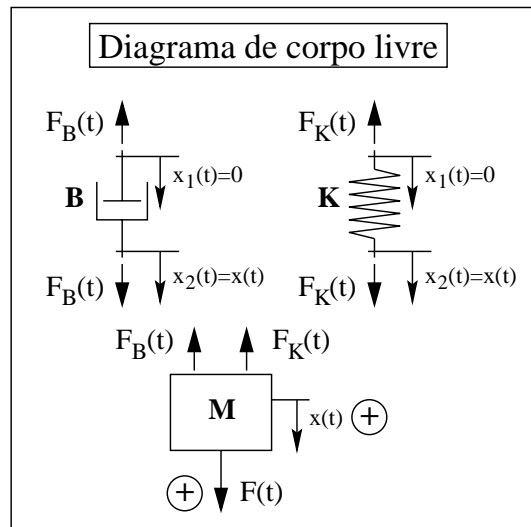 Diagrama de corpo livre
F_B(t) F_K(t)
x_1(t)=0 x_1(t)=0
B K
x_2(t)=x(t) x_2(t)=x(t)
F_B(t) F_K(t)
F_B(t) F_K(t)
M
x(t) +
+ F(t)